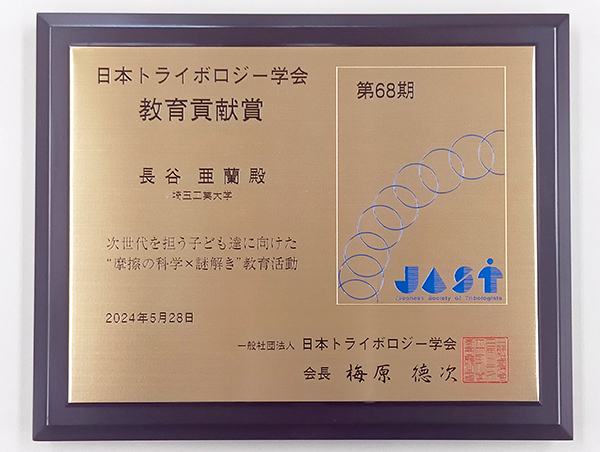 日本トライボロジー学会
教育貢献賞
第68期
長谷 亜蘭 殿
埼玉工業大学
次世代を担う子ども達に向けた
“摩擦の科学×謎解き”教育活動
JAST
Japanese Society of Tribologists
2024年5月28日
一般社団法人 日本トライボロジー学会
会長 梅原 徳次